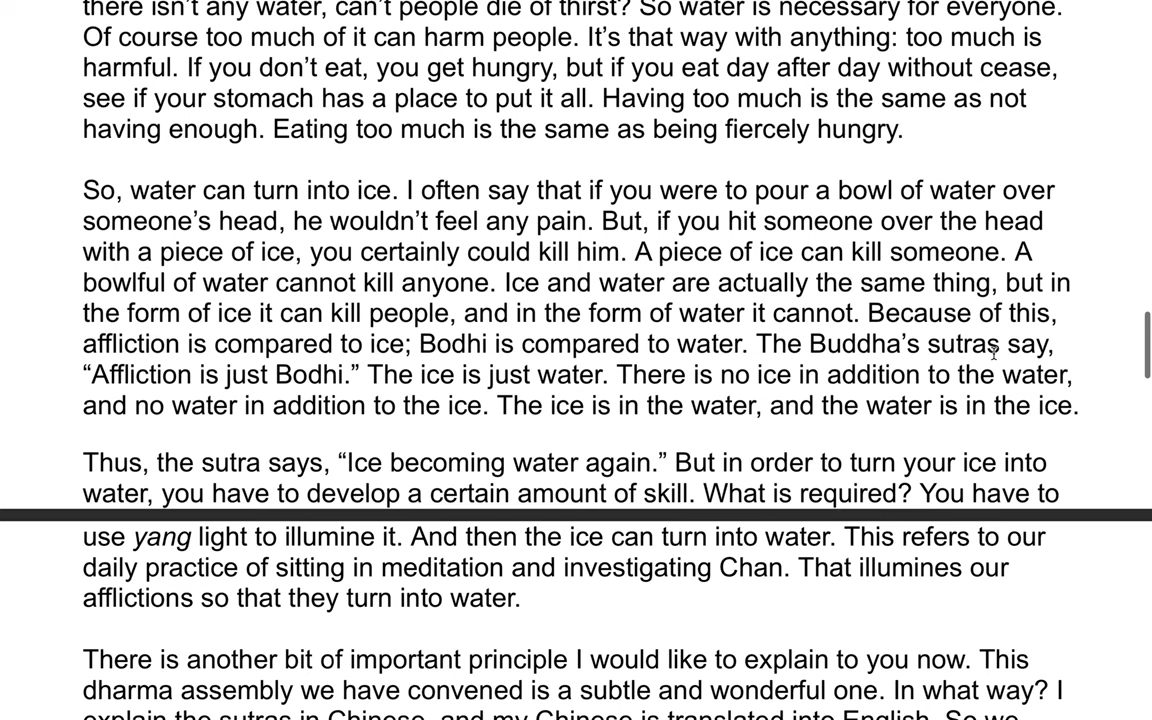 there isn’t any water, can’t people die of thirst? So water is necessary for everyone.
Of course too much of it can harm people. It’s that way with anything: too much is
harmful. If you don’t eat, you get hungry, but if you eat day after day without cease,
see if your stomach has a place to put it all. Having too much is the same as not
having enough. Eating too much is the same as being fiercely hungry.
So, water can turn into ice. I often say that if you were to pour a bowl of water over
someone’s head, he wouldn’t feel any pain. But, if you hit someone over the head
with a piece of ice, you certainly could kill him. A piece of ice can kill someone. A
bowlful of water cannot kill anyone. Ice and water are actually the same thing, but in
the form of ice it can kill people, and in the form of water it cannot. Because of this,
affliction is compared to ice; Bodhi is compared to water. The Buddha’s sutras say,
“Affliction is just Bodhi.” The ice is just water. There is no ice in addition to the water,
and no water in addition to the ice. The ice is in the water, and the water is in the ice.
Thus, the sutra says, “Ice becoming water again.” But in order to turn your ice into
water, you have to develop a certain amount of skill. What is required? You have to
use yang light to illumine it. And then the ice can turn into water. This refers to our
daily practice of sitting in meditation and investigating Chan. That illumines our
afflictions so that they turn into water.
There is another bit of important principle I would like to explain to you now. This
dharma assembly we have convened is a subtle and wonderful one. In what way? I
explain the sutras in Chinese, and my Chinese is translated into English. So we